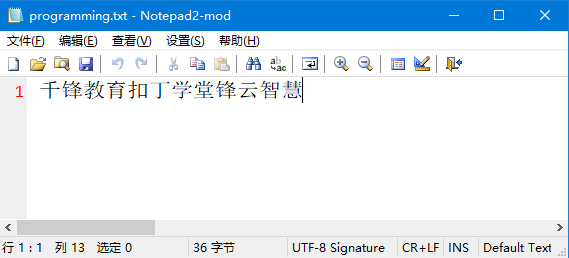 programming.txt - Notepad2-mod
文件(F) 编辑(E) 查看(V) 设置(S) 帮助(H)
1 千锋教育扣丁学堂锋云智慧
行 1 : 1 列 13 选定 0 36 字节 UTF-8 Signature CR+LF INS Default Text